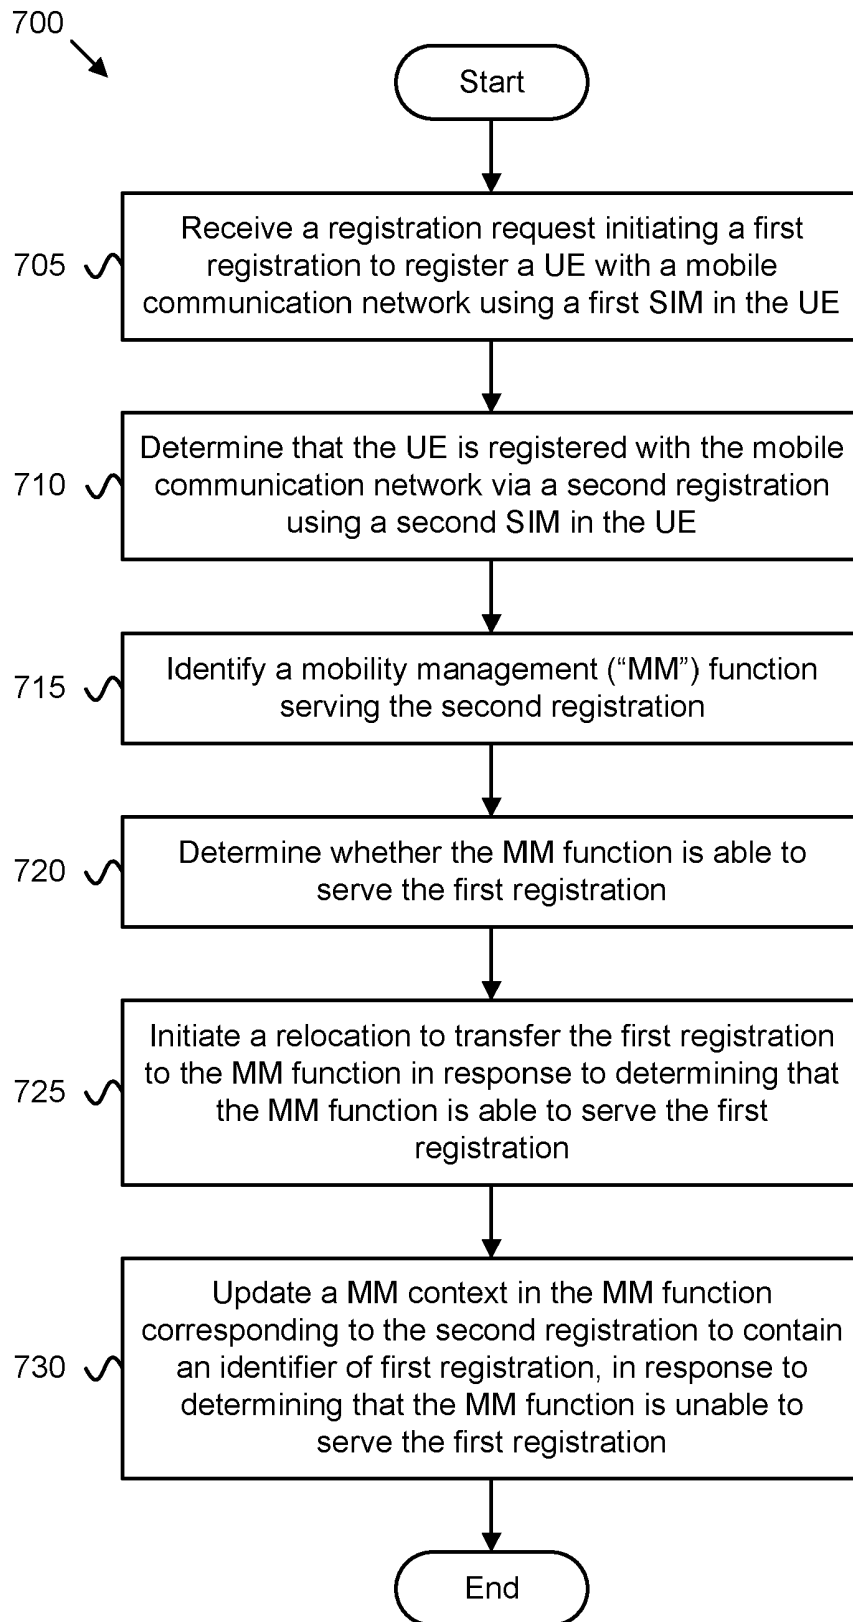 700
Start
705
Receive a registration request initiating a first
registration to register a UE with a mobile
communication network using a first SIM in the UE
710
Determine that the UE is registered with the mobile
communication network via a second registration
using a second SIM in the UE
715
Identify a mobility management (“MM”) function
serving the second registration
720
Determine whether the MM function is able to
serve the first registration
725
Initiate a relocation to transfer the first registration
to the MM function in response to determining that
the MM function is able to serve the first
registration
730
Update a MM context in the MM function
corresponding to the second registration to contain
an identifier of first registration, in response to
determining that the MM function is unable to
serve the first registration
End